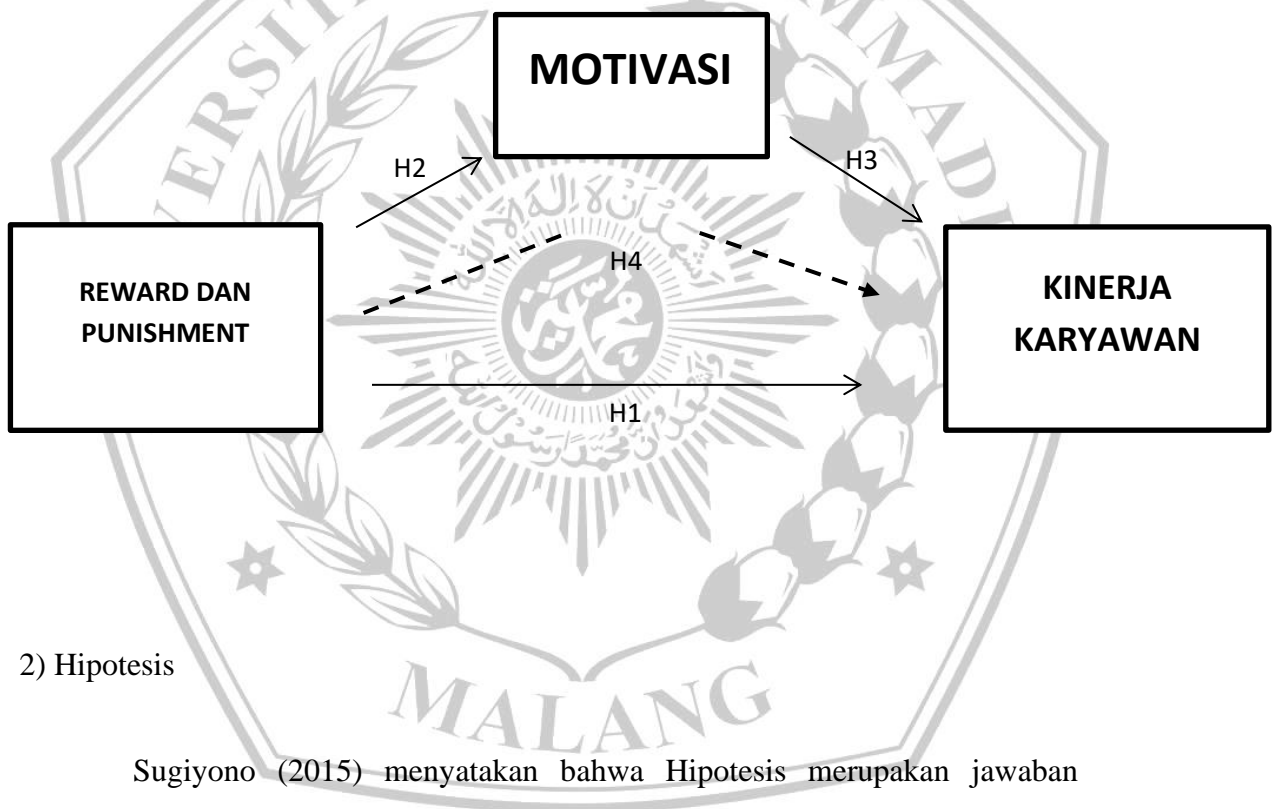 MOTIVASI
H2
H3
REWARD DAN
PUNISHMENT
H4
KINERJA
KARYAWAN
H1
MALANG
2) Hipotesis
Sugiyono (2015) menyatakan bahwa Hipotesis merupakan jawaban